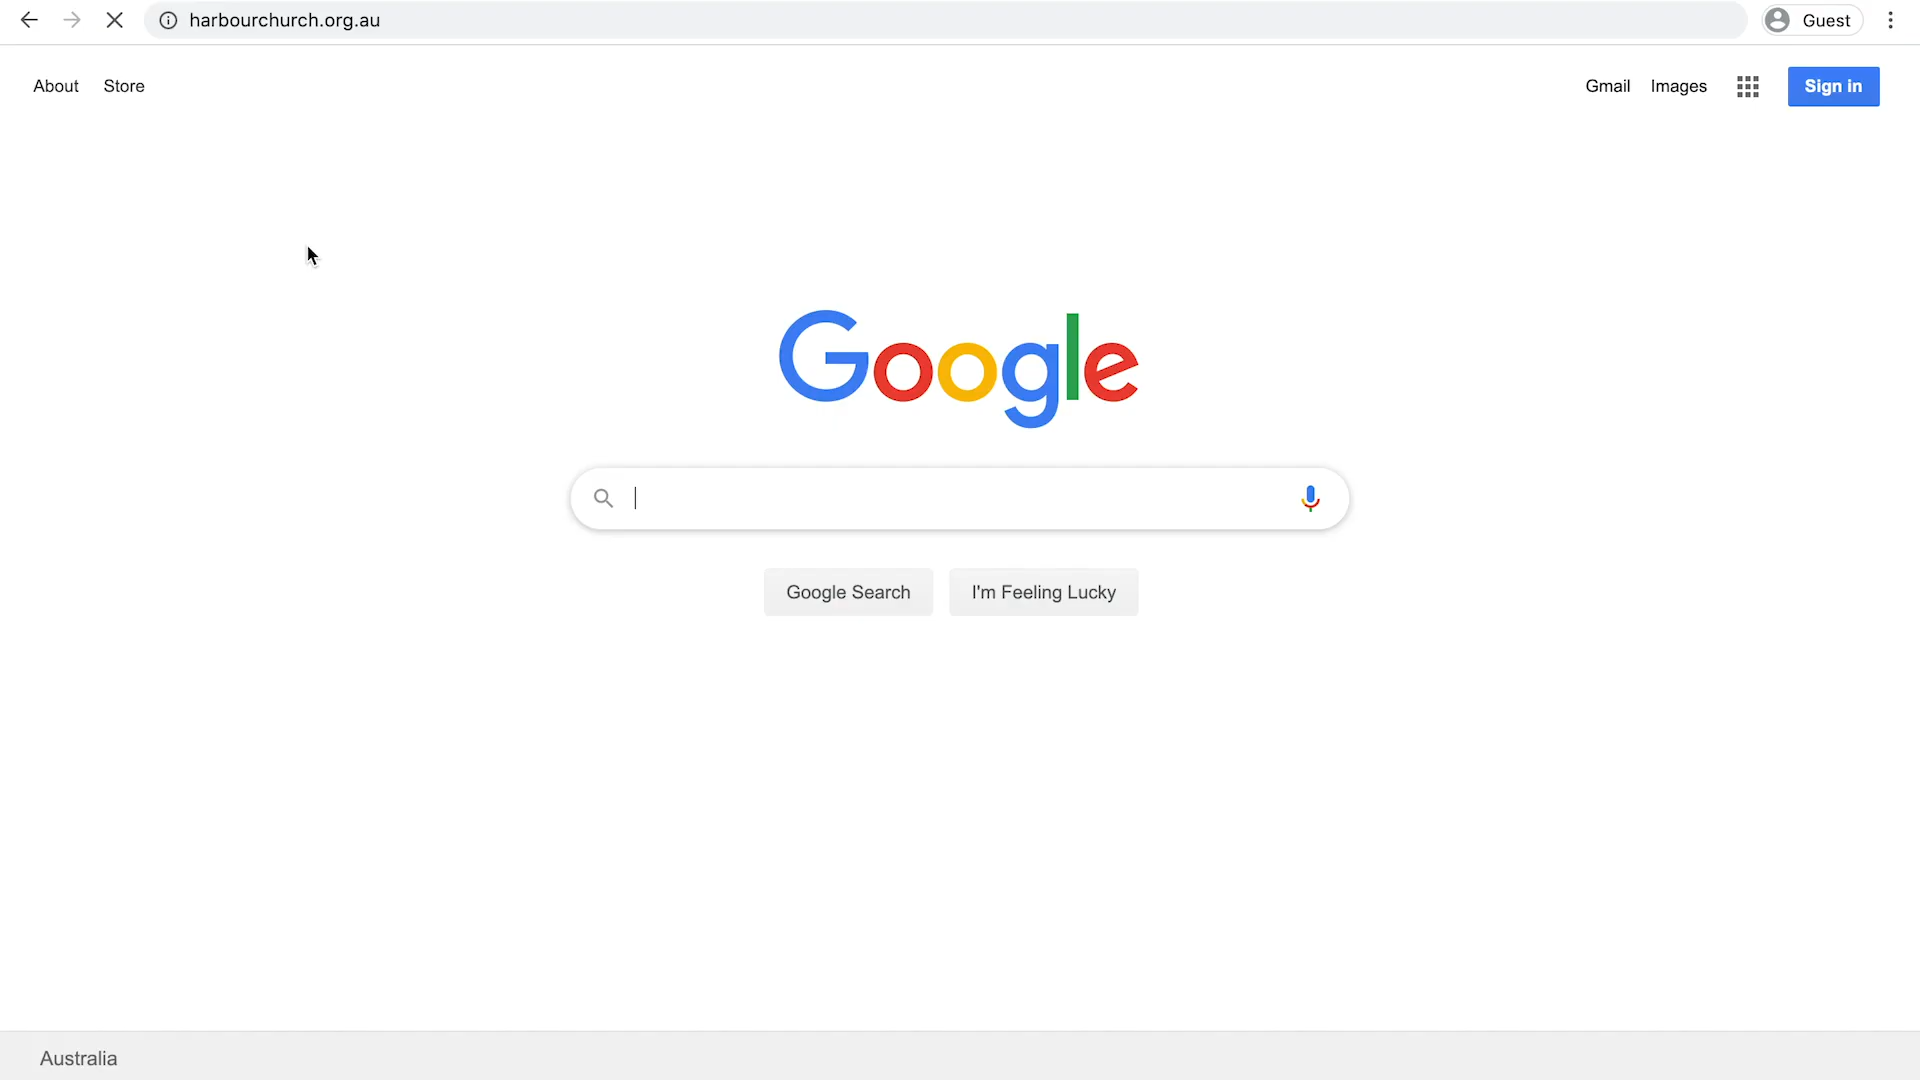 harbourchurch.org.au
Guest
About Store
Gmail Images Sign in
Google
Google Search I'm Feeling Lucky
Australia